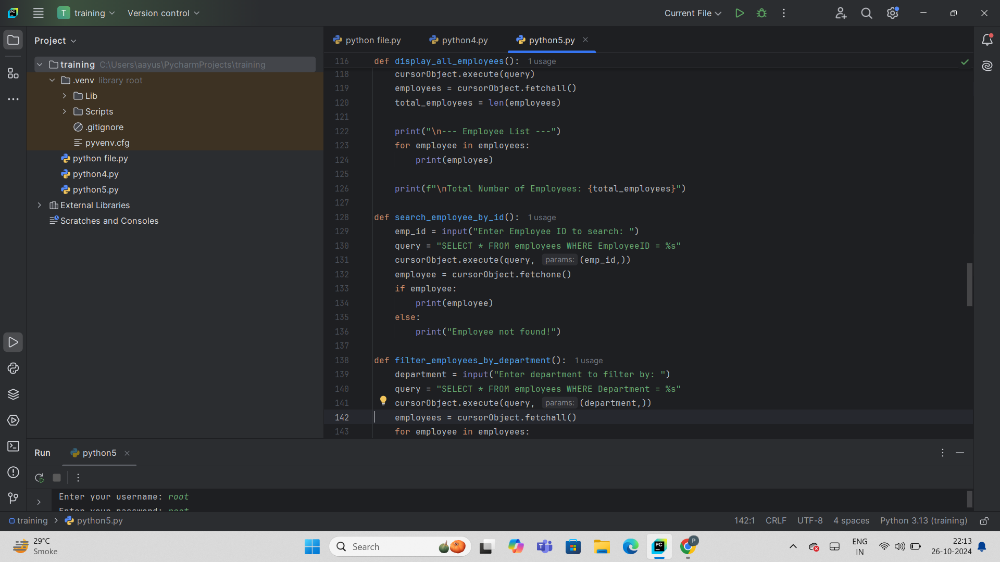 T training Version control Current File
Project python file.py python4.py python5.py
training C:\Users\aayus\PycharmProjects\training
.venv library root
Lib
Scripts
.gitignore
pyvenv.cfg
python file.py
python4.py
python5.py
External Libraries
Scratches and Consoles
116 def display_all_employees(): 1 usage
118 cursorObject.execute(query)
119 employees = cursorObject.fetchall()
120 total_employees = len(employees)
121
122 print("\n--- Employee List ---")
123 for employee in employees:
124 print(employee)
125
126 print(f"\nTotal Number of Employees: {total_employees}")
127
128 def search_employee_by_id(): 1 usage
129 emp_id = input("Enter Employee ID to search: ")
130 query = "SELECT * FROM employees WHERE EmployeeID = %s"
131 cursorObject.execute(query, params: (emp_id,))
132 employee = cursorObject.fetchone()
133 if employee:
134 print(employee)
135 else:
136 print("Employee not found!")
137
138 def filter_employees_by_department(): 1 usage
139 department = input("Enter department to filter by: ")
140 query = "SELECT * FROM employees WHERE Department = %s"
141 cursorObject.execute(query, params: (department,))
142 employees = cursorObject.fetchall()
143 for employee in employees:
Run python5
Enter your username: root
Enter your password: root
training python5.py 142:1 CRLF UTF-8 4 spaces Python 3.13 (training)
29°C
Smoke
Search
ENG
IN
22:13
26-10-2024